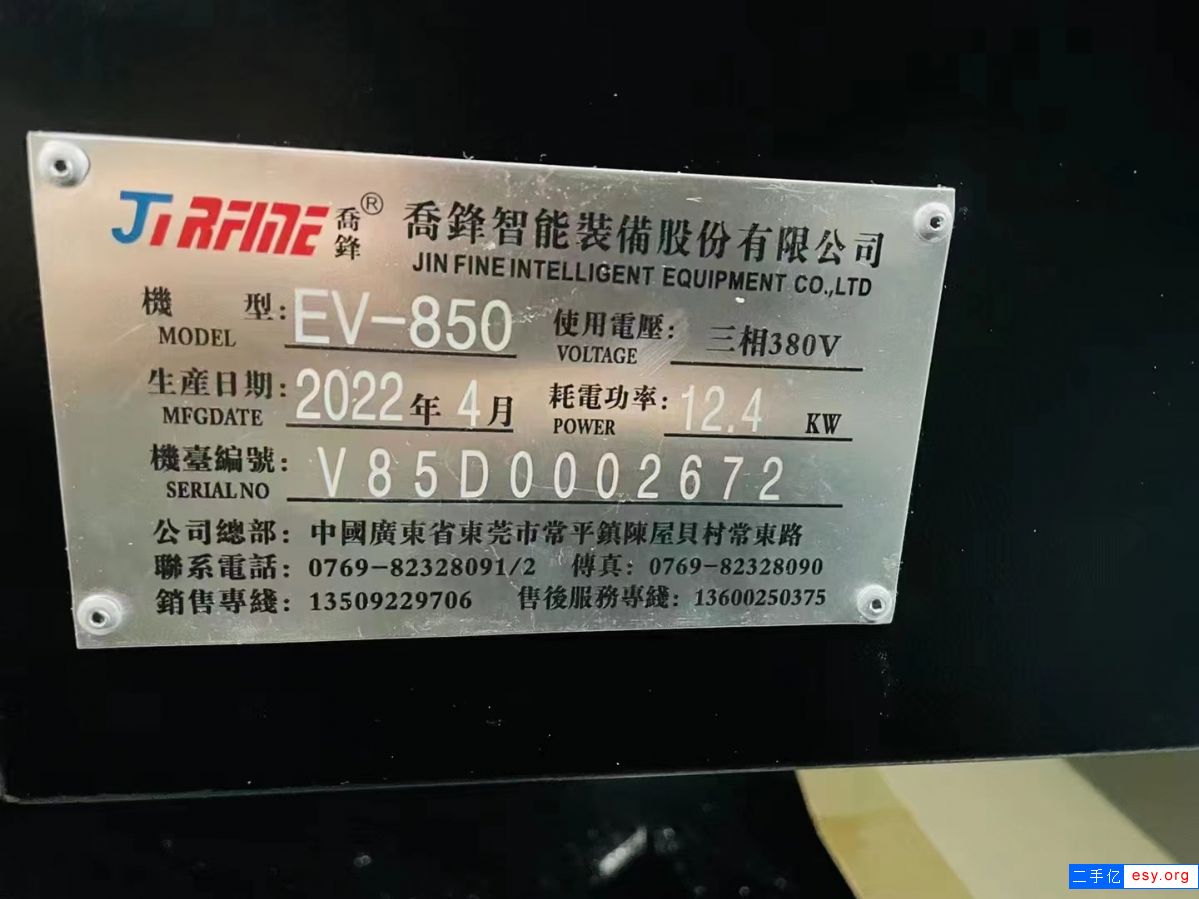 JIRFINE 喬鋒® 喬鋒智能裝備股份有限公司
JIN FINE INTELLIGENT EQUIPMENT CO.,LTD
機 型: EV-850 使用電壓: 三相380V
MODEL VOLTAGE
生産日期: 2022年 4月 耗電功率: 12.4 KW
MFGDATE POWER
機臺編號: V85D0002672
SERIAL NO
公司總部: 中國廣東省東莞市常平鎮陳屋貝村常東路
聯系電話: 0769-82328091/2 傳真: 0769-82328090
銷售專綫: 13509229706 售後服務專綫: 13600250375
二手亿 esy.org